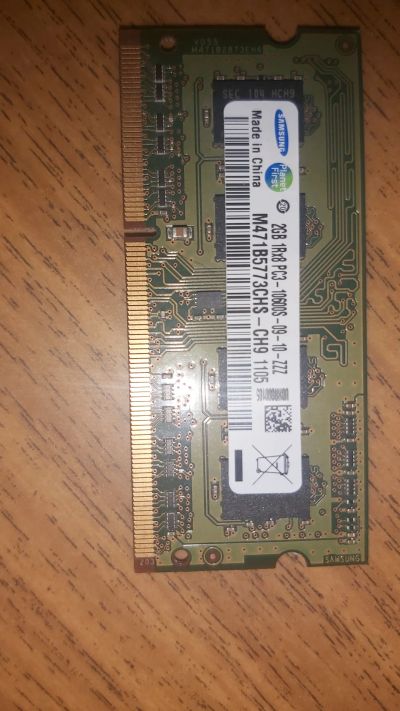 SAMSUNG
Made in China
Planet First
2GB 1Rx8 PC3-10600S-09-10-ZZZ
M471B5773CHS-CH9 1105
SEC 104 HCH9
SAMSUNG